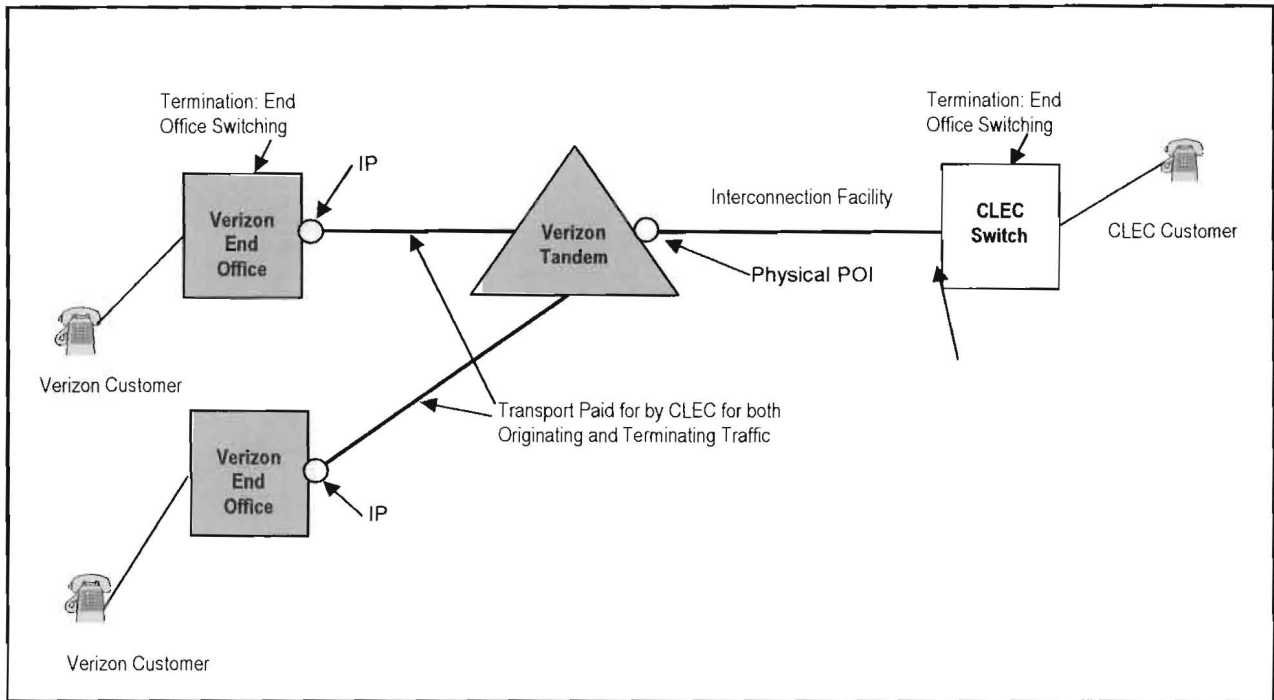 Termination: End
Office Switching
IP
Verizon
End
Office
Verizon Customer
Verizon
Tandem
Interconnection Facility
Physical POI
Termination: End
Office Switching
CLEC
Switch
CLEC Customer
Transport Paid for by CLEC for both
Originating and Terminating Traffic
Verizon
End
Office
IP
Verizon Customer